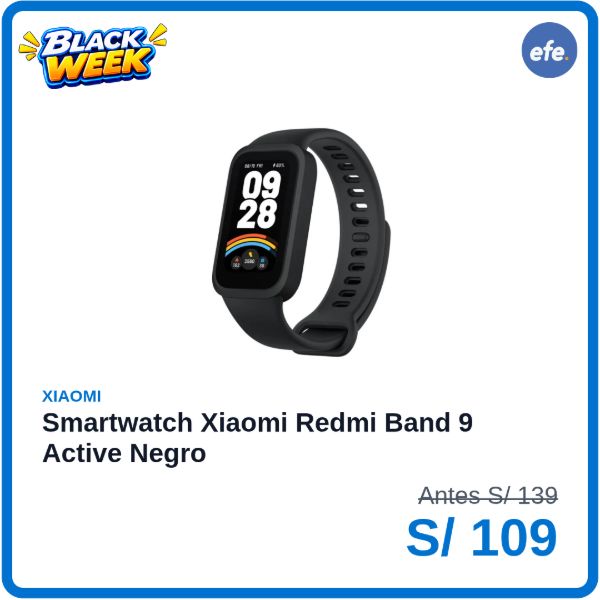 BLACK
WEEK
efe.
09
28
XIAOMI
Smartwatch Xiaomi Redmi Band 9
Active Negro
Antes S/ 139
S/ 109